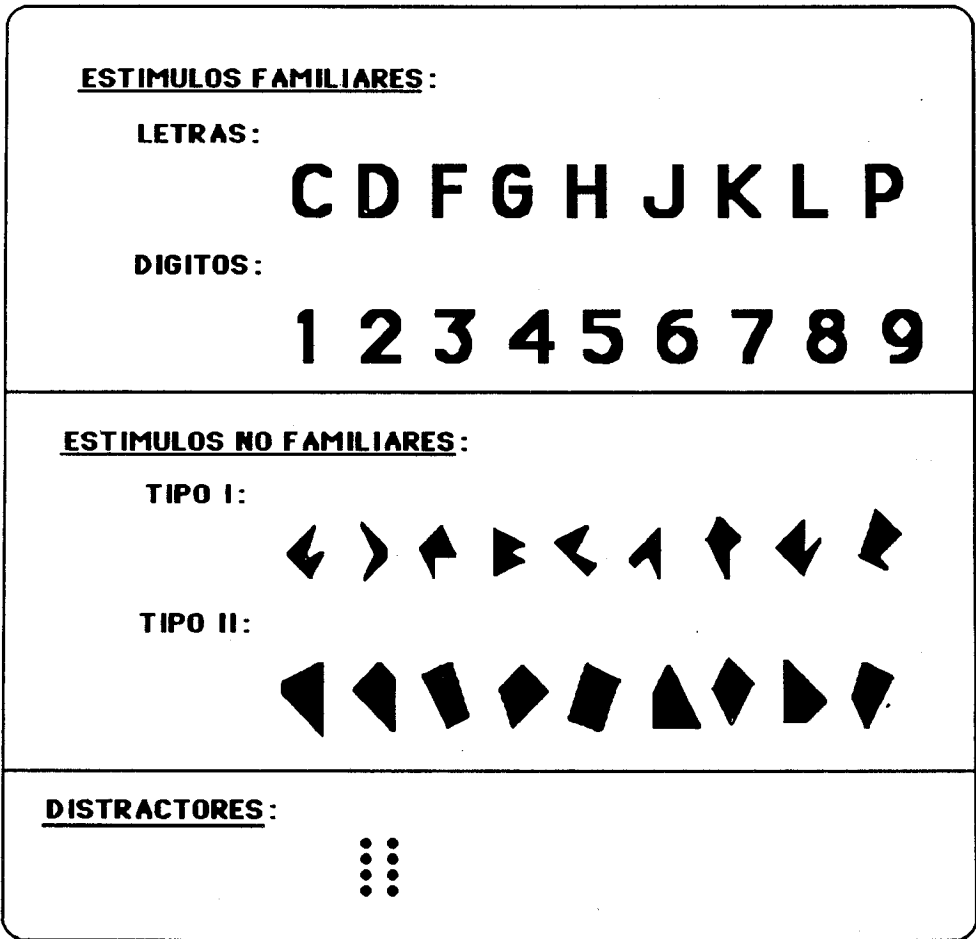 ESTIMULOS FAMILIARES:
LETRAS:
C D F G H J K L P
DIGITOS:
1 2 3 4 5 6 7 8 9
ESTIMULOS NO FAMILIARES:
TIPO I:
TIPO II:
DISTRACTORES: